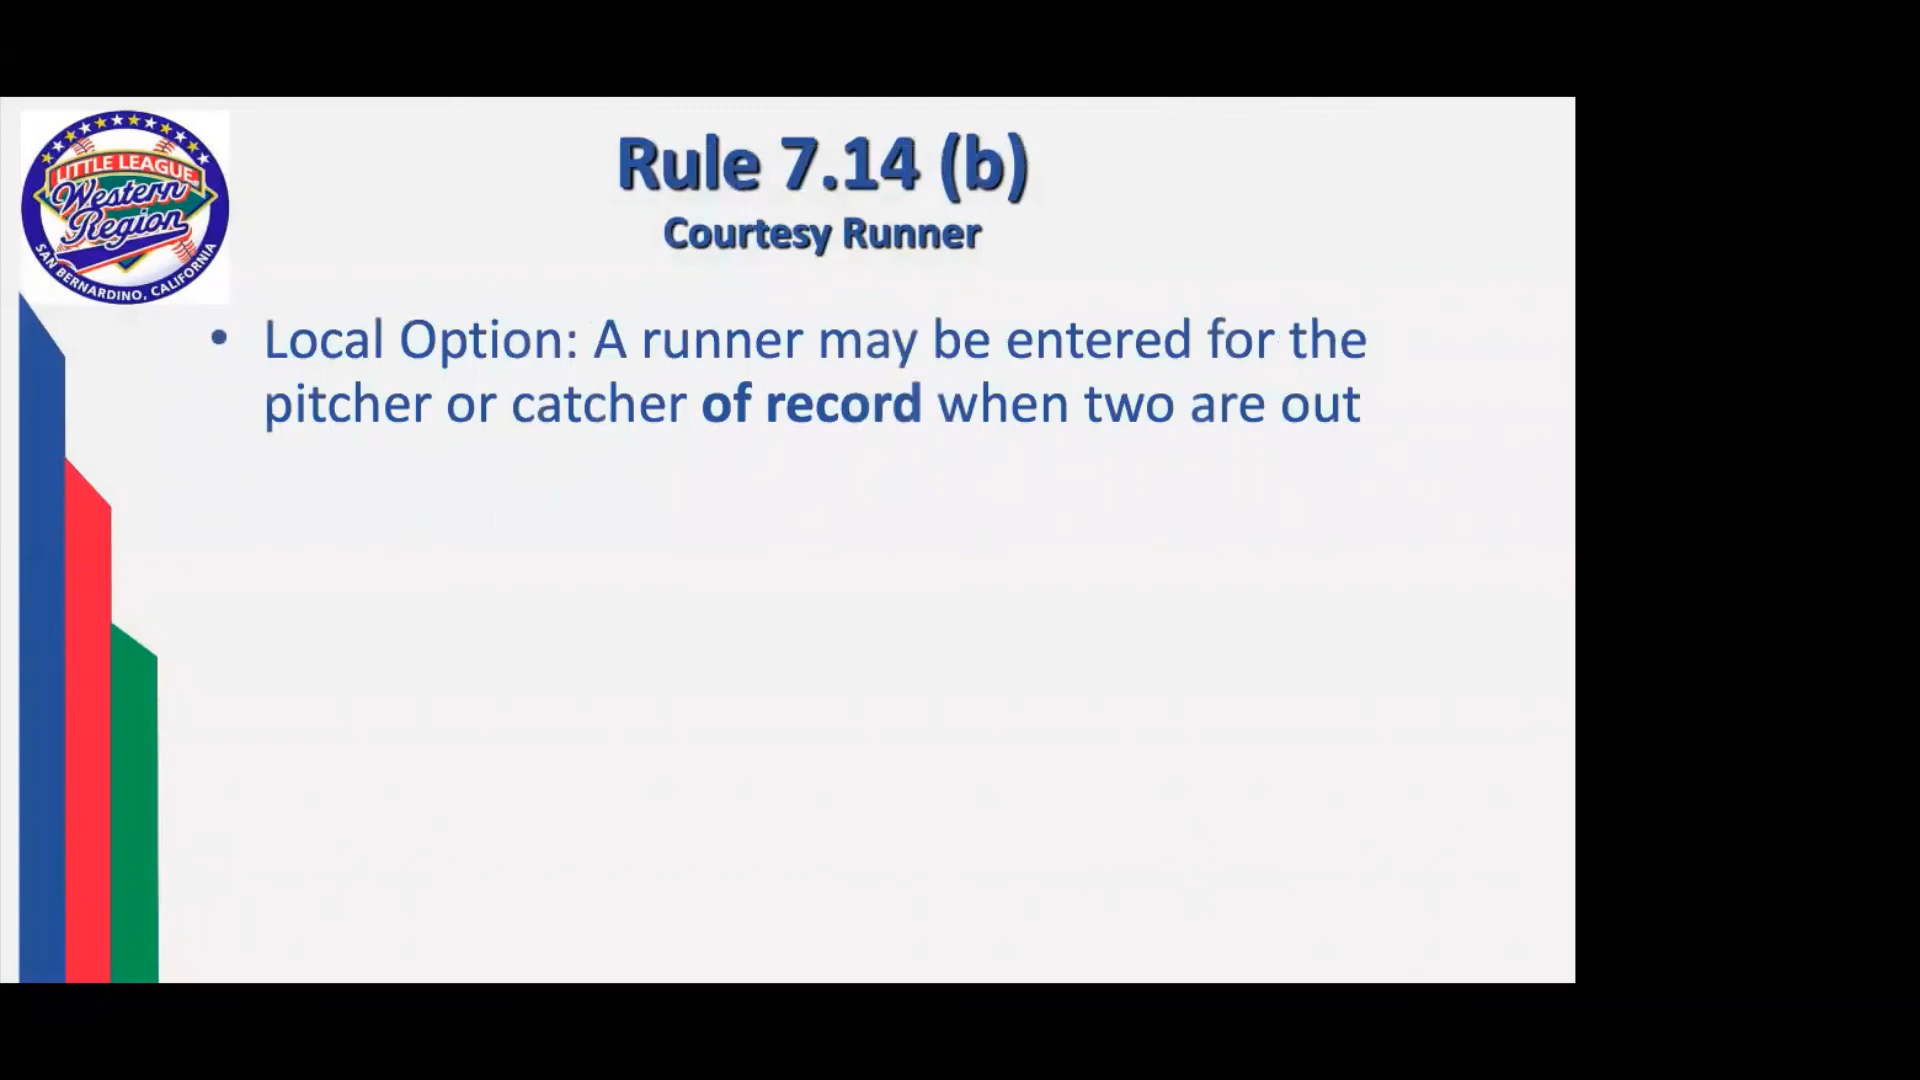 LITTLE LEAGUE
Western
Region
SAN BERNARDINO, CALIFORNIA
Rule 7.14 (b)
Courtesy Runner
• Local Option: A runner may be entered for the
pitcher or catcher of record when two are out